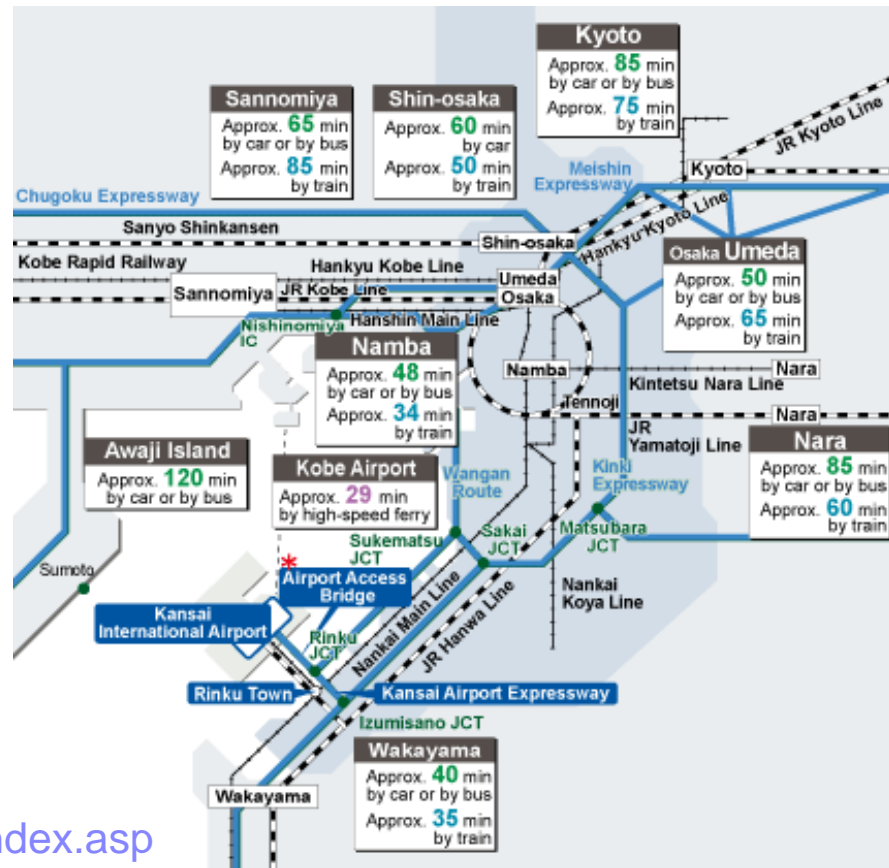 Kyoto
Approx. 85 min
by car or by bus
Approx. 75 min
by train
Sannomiya
Approx. 65 min
by car or by bus
Approx. 85 min
by train
Shin-osaka
Approx. 60 min
by car
Approx. 50 min
by train
JR Kyoto Line
Meishin
Expressway
Kyoto
Chugoku Expressway
Hankyu Kyoto Line
Sanyo Shinkansen
Shin-osaka
Osaka Umeda
Approx. 50 min
by car or by bus
Approx. 65 min
by train
Kobe Rapid Railway
Hankyu Kobe Line
Umeda
Sannomiya
JR Kobe Line
Osaka
Nishinomiya
IC
Hanshin Main Line
Namba
Approx. 48 min
by car or by bus
Approx. 34 min
by train
Namba
Nara
Kintetsu Nara Line
Tennoji
Nara
JR
Yamatoji Line
Nara
Approx. 85 min
by car or by bus
Approx. 60 min
by train
Awaji Island
Approx. 120 min
by car or by bus
Kobe Airport
Approx. 29 min
by high-speed ferry
Wangan
Route
Kinki
Expressway
Sukematsu
JCT
Sakai
JCT
Matsubara
JCT
Sumoto
*
Airport Access
Bridge
Nankai
Koya Line
Kansai
International Airport
Rinku
JCT
Nankai Main Line
JR Hanwa Line
Rinku Town
Kansai Airport Expressway
Izumisano JCT
Wakayama
Approx. 40 min
by car or by bus
Approx. 35 min
by train
Wakayama
ndex.asp